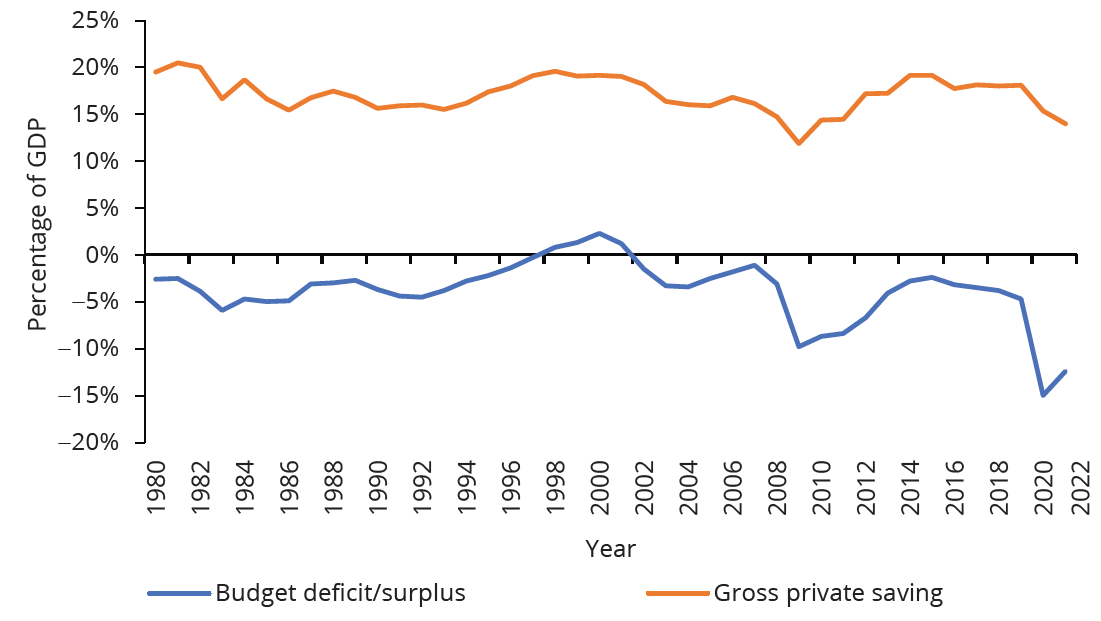 25%
20%
15%
10%
5%
0%
–5%
–10%
–15%
–20%
Percentage of GDP
1980 1982 1984 1986 1988 1990 1992 1994 1996 1998 2000 2002 2004 2006 2008 2010 2012 2014 2016 2018 2020 2022
Year
Budget deficit/surplus Gross private saving